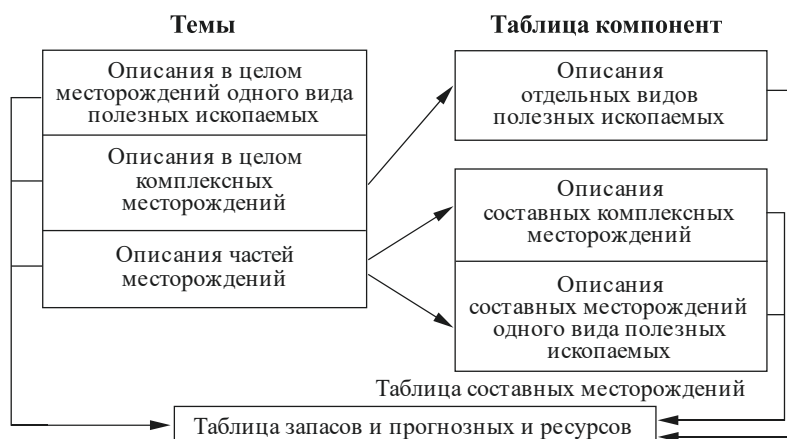 Темы
Описания в целом
месторождений одного вида
полезных ископаемых
Описания в целом
комплексных
месторождений
Описания частей
месторождений
Таблица компонент
Описания
отдельных видов
полезных ископаемых
Описания
составных комплексных
месторождений
Описания
составных месторождений
одного вида полезных
ископаемых
Таблица составных месторождений
Таблица запасов и прогнозных и ресурсов